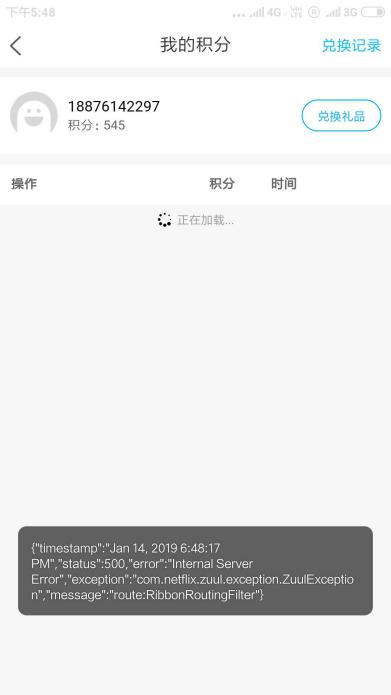 下午5:48
4G
VoLTE
R
3G
我的积分
兑换记录
18876142297
积分: 545
兑换礼品
操作
积分
时间
正在加载...
{"timestamp":"Jan 14, 2019 6:48:17
PM","status":500,"error":"Internal Server
Error","exception":"com.netflix.zuul.exception.ZuulExceptio
n","message":"route:RibbonRoutingFilter"}